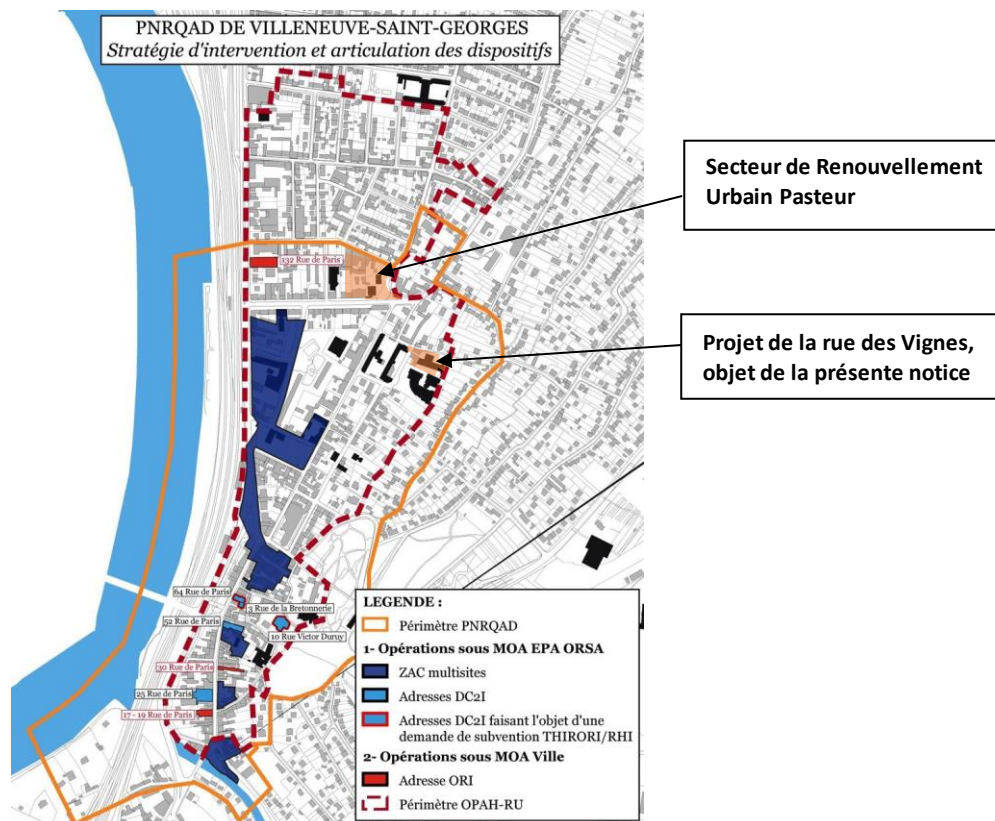 PNRQAD DE VILLENEUVE-SAINT-GEORGES
Stratégie d'intervention et articulation des dispositifs
Secteur de Renouvellement
Urbain Pasteur
132 Rue de Paris
Projet de la rue des Vignes,
objet de la présente notice
64 Rue de Paris
3 Rue de la Bretonnerie
52 Rue de Paris
10 Rue Victor Duruy
30 Rue de Paris
25 Rue de Paris
17 - 19 Rue de Paris
LEGENDE :
Périmètre PNRQAD
1- Opérations sous MOA EPA ORSA
ZAC multisites
Adresses DC2I
Adresses DC2I faisant l'objet d'une
demande de subvention THIRORI/RHI
2- Opérations sous MOA Ville
Adresse ORI
Périmètre OPAH-RU